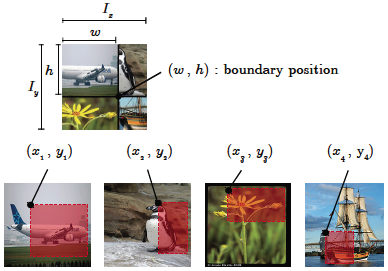 I_x
w
h
I_y
(w , h) : boundary position
(x_1 , y_1)
(x_2 , y_2)
(x_3 , y_3)
(x_4 , y_4)